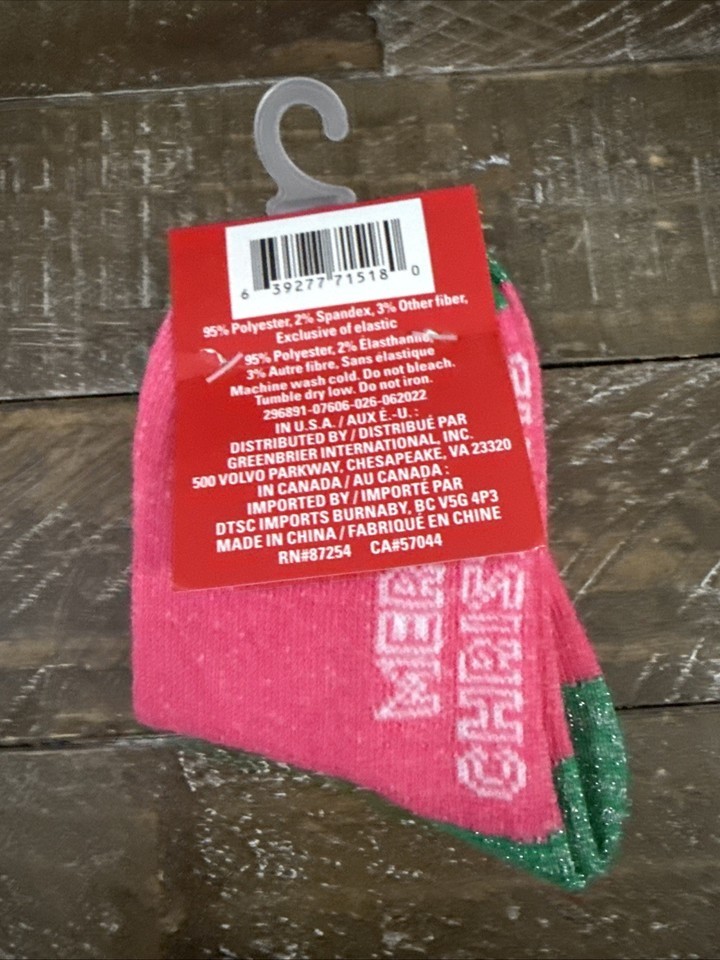 6 39277 71518 0
95% Polyester, 2% Spandex, 3% Other fiber,
Exclusive of elastic
95% Polyester, 2% Élasthanne,
3% Autre fibre, Sans élastique
Machine wash cold. Do not bleach.
Tumble dry low. Do not iron.
296891-07606-026-062022
IN U.S.A. / AUX É.-U. :
DISTRIBUTED BY / DISTRIBUÉ PAR
GREENBRIER INTERNATIONAL, INC.
500 VOLVO PARKWAY, CHESAPEAKE, VA 23320
IN CANADA / AU CANADA :
IMPORTED BY / IMPORTÉ PAR
DTSC IMPORTS BURNABY, BC V5G 4P3
MADE IN CHINA / FABRIQUÉ EN CHINE
RN#87254 CA#57044
MER
CHRIS